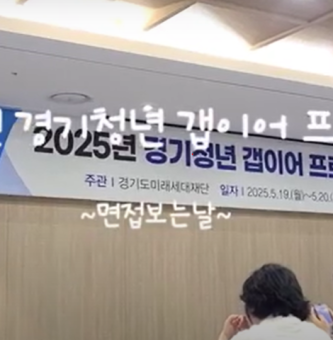 경기청년 갭이어 프
2025년 경기청년 갭이어 프로
주관 | 경기도미래세대재단 일자 | 2025.5.19.(월)~5.20.(
~면접보는날~